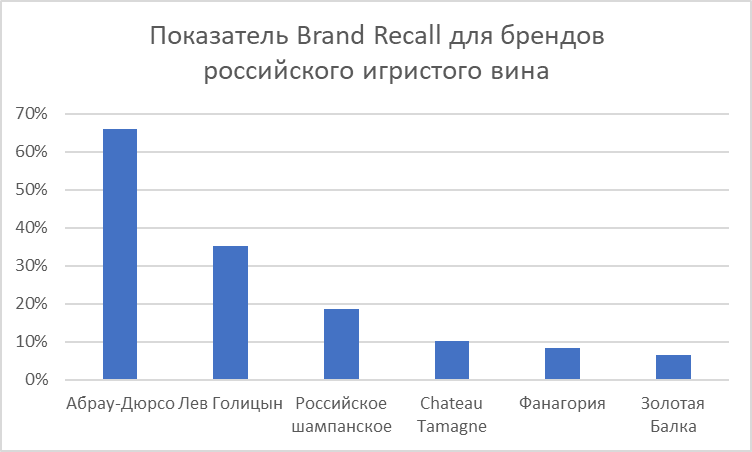 Показатель Brand Recall для брендов
российского игристого вина
70%
60%
50%
40%
30%
20%
10%
0%
Абрау-Дюрсо
Лев Голицын
Российское
шампанское
Chateau
Tamagne
Фанагория
Золотая
Балка